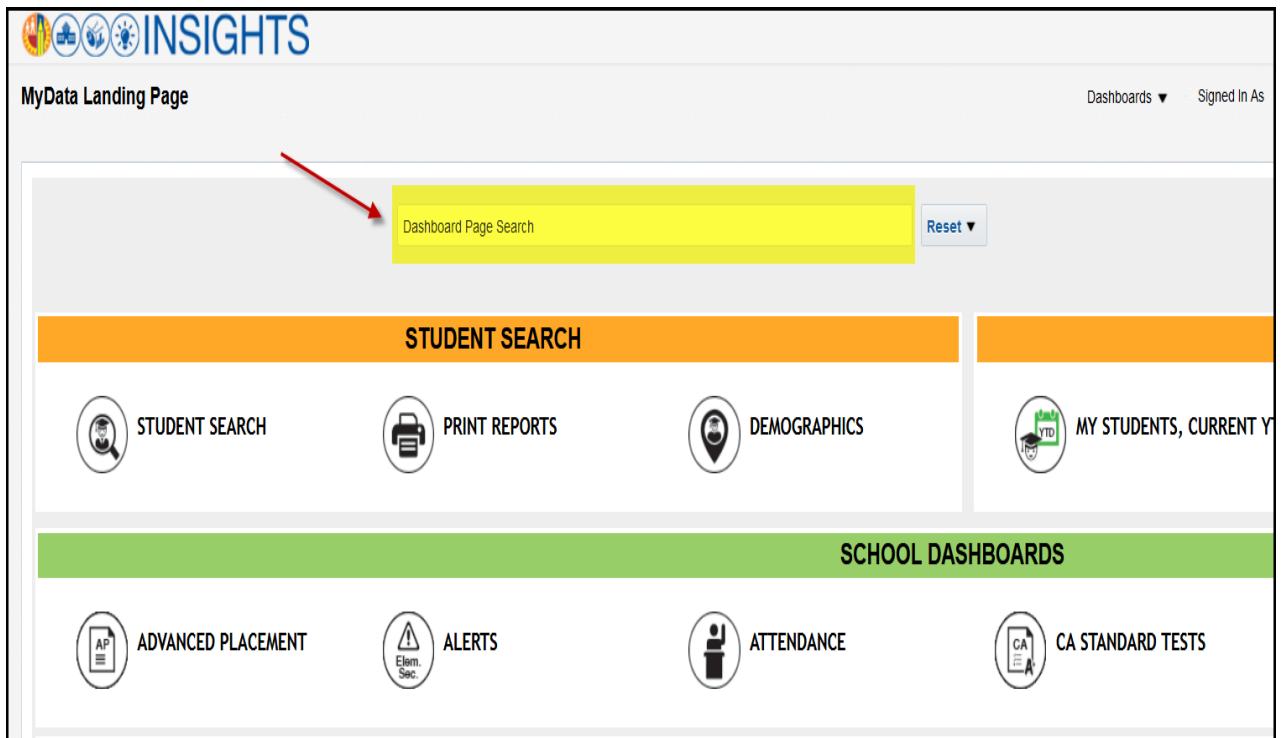 INSIGHTS
MyData Landing Page
Dashboards ▼ Signed In As
Dashboard Page Search
Reset ▼
STUDENT SEARCH
STUDENT SEARCH
PRINT REPORTS
DEMOGRAPHICS
YTD
MY STUDENTS, CURRENT Y
SCHOOL DASHBOARDS
AP
ADVANCED PLACEMENT
Elem.
Sec.
ALERTS
ATTENDANCE
CA
A
CA STANDARD TESTS